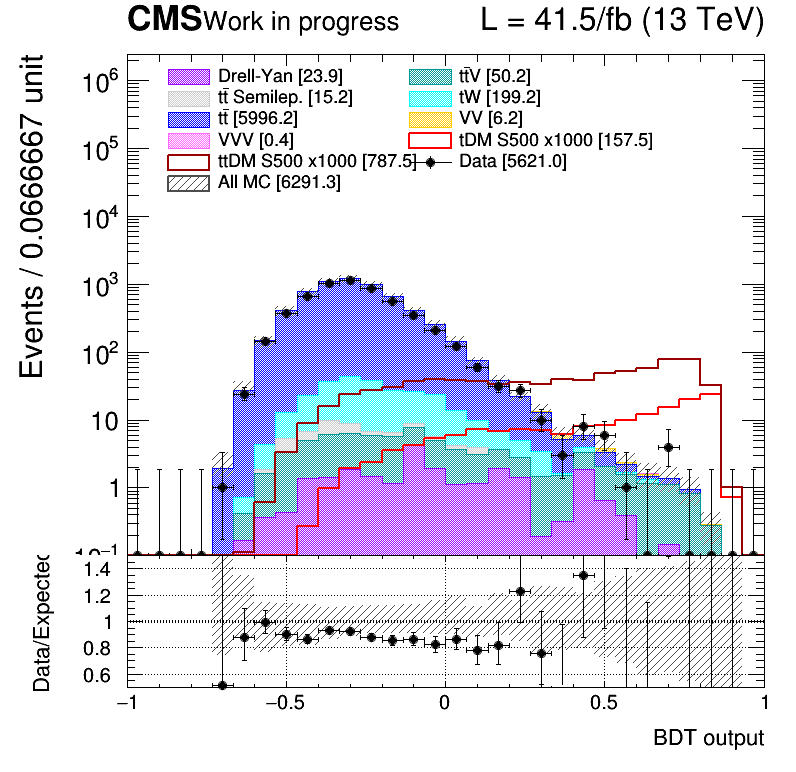 CMS Work in progress L = 41.5/fb (13 TeV)
Events / 0.0666667 unit
10⁶
10⁵
10⁴
10³
10²
10
1
10⁻¹
Drell-Yan [23.9]
tt̄V [50.2]
tt̄ Semilep. [15.2]
tW [199.2]
tt̄ [5996.2]
VV [6.2]
VVV [0.4]
tDM S500 x1000 [157.5]
ttDM S500 x1000 [787.5]
Data [5621.0]
All MC [6291.3]
Data/Expected
1.4
1.2
1
0.8
0.6
−1 −0.5 0 0.5 1
BDT output